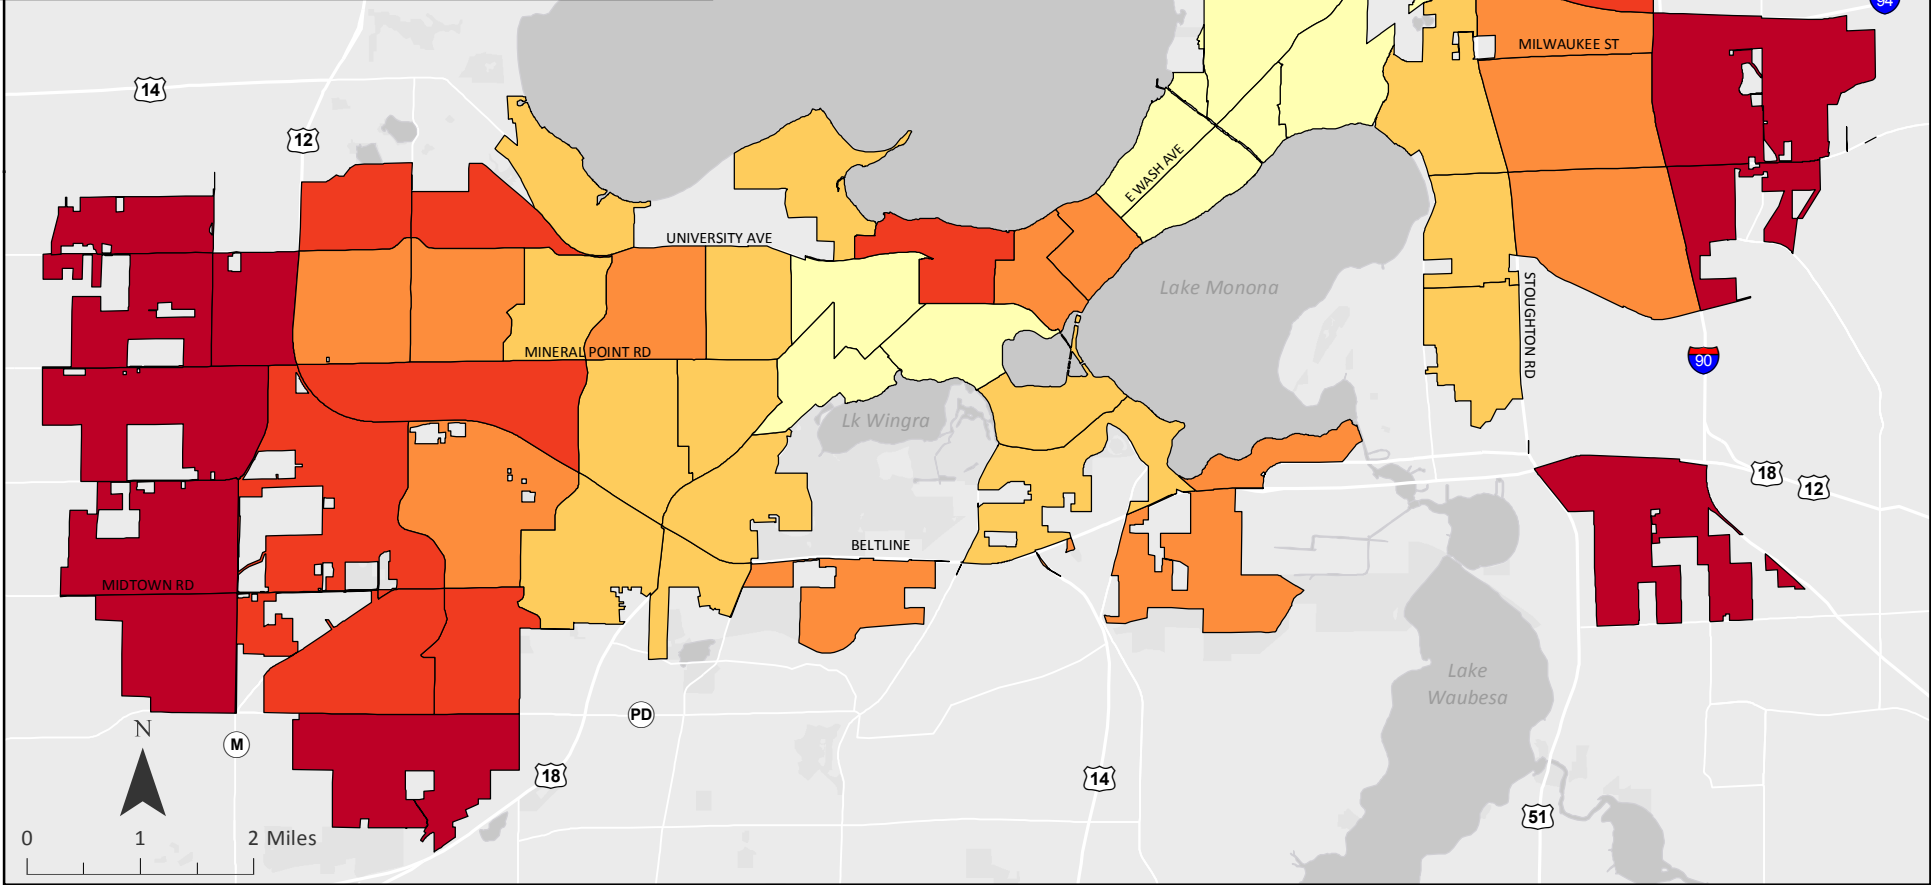 94
MILWAUKEE ST
14
12
E WASH AVE
UNIVERSITY AVE
Lake Monona
STOUGHTON RD
MINERAL POINT RD
90
Lk Wingra
18
12
BELTLINE
MIDTOWN RD
Lake
Waubesa
PD
N
M
18
14
51
0 1 2 Miles